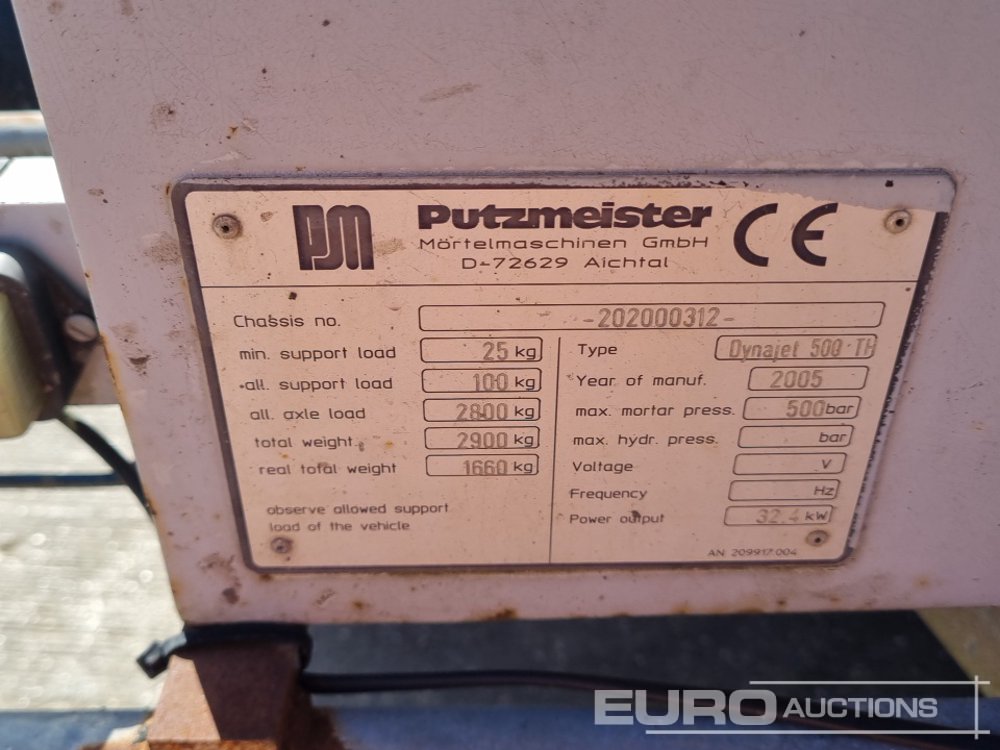 PM
Putzmeister
Mörtelmaschinen GmbH
D-72629 Aichtal
CE
Chassis no. -202000312-
min. support load 25 kg
all. support load 100 kg
all. axle load 2800 kg
total weight 2900 kg
real total weight 1660 kg
observe allowed support
load of the vehicle
Type Dynajet 500 TH
Year of manuf. 2005
max. mortar press. 500 bar
max. hydr. press. bar
Voltage V
Frequency Hz
Power output 32.4 kW
AN 209917.004
EURO AUCTIONS